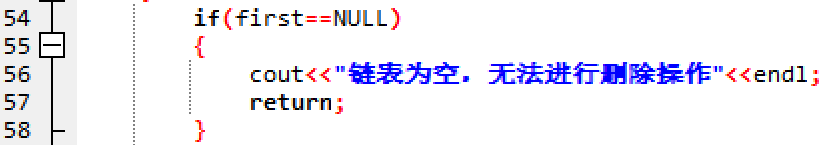 54 if(first==NULL)
55 {
56 cout<<"链表为空，无法进行删除操作"<<endl;
57 return;
58 }